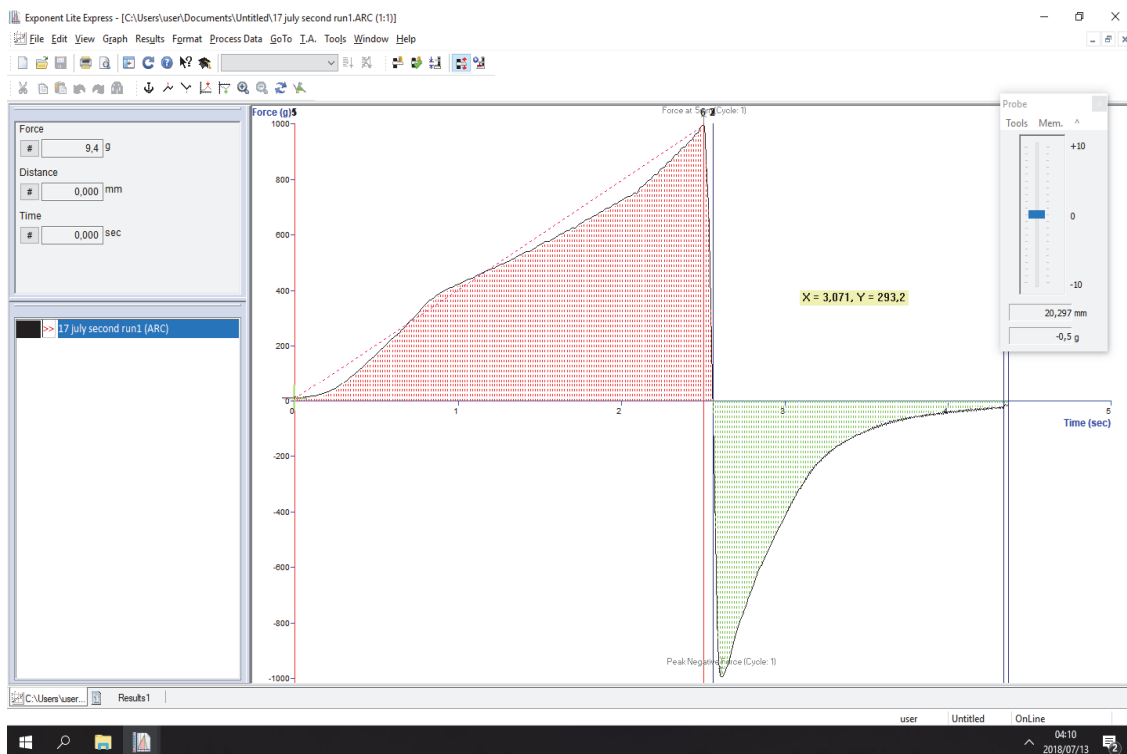 Exponent Lite Express - [C:\Users\user\Documents\Untitled\17 july second run1.ARC (1:1)]
File Edit View Graph Results Format Process Data GoTo T.A. Tools Window Help
Force
# 9,4 g
Distance
# 0,000 mm
Time
# 0,000 sec
>> 17 july second run1 (ARC)
Force (g)
Force at 5mm (Cycle: 1)
6
1000
800
600
400
200
0
-200
-400
-600
-800
-1000
0 1 2 3 4 5
Time (sec)
X = 3,071, Y = 293,2
Peak Negative Force (Cycle: 1)
Probe
Tools Mem. ^
+10
0
-10
20,297 mm
-0,5 g
C:\Users\user... Results1
user Untitled OnLine
04:10
2018/07/13
2